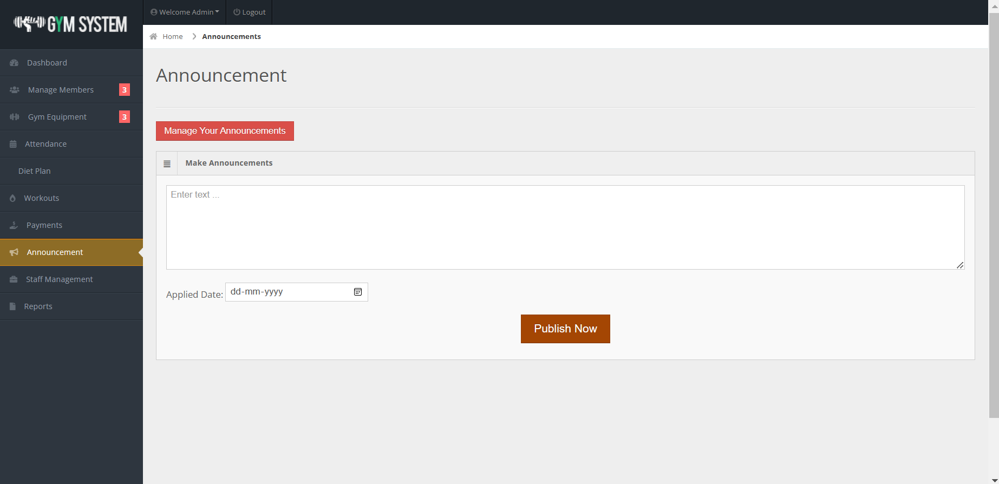 GYM SYSTEM
Welcome Admin
Logout
Home
Announcements
Dashboard
Manage Members 3
Gym Equipment 3
Attendance
Diet Plan
Workouts
Payments
Announcement
Staff Management
Reports
Announcement
Manage Your Announcements
Make Announcements
Enter text ...
Applied Date: dd-mm-yyyy
Publish Now